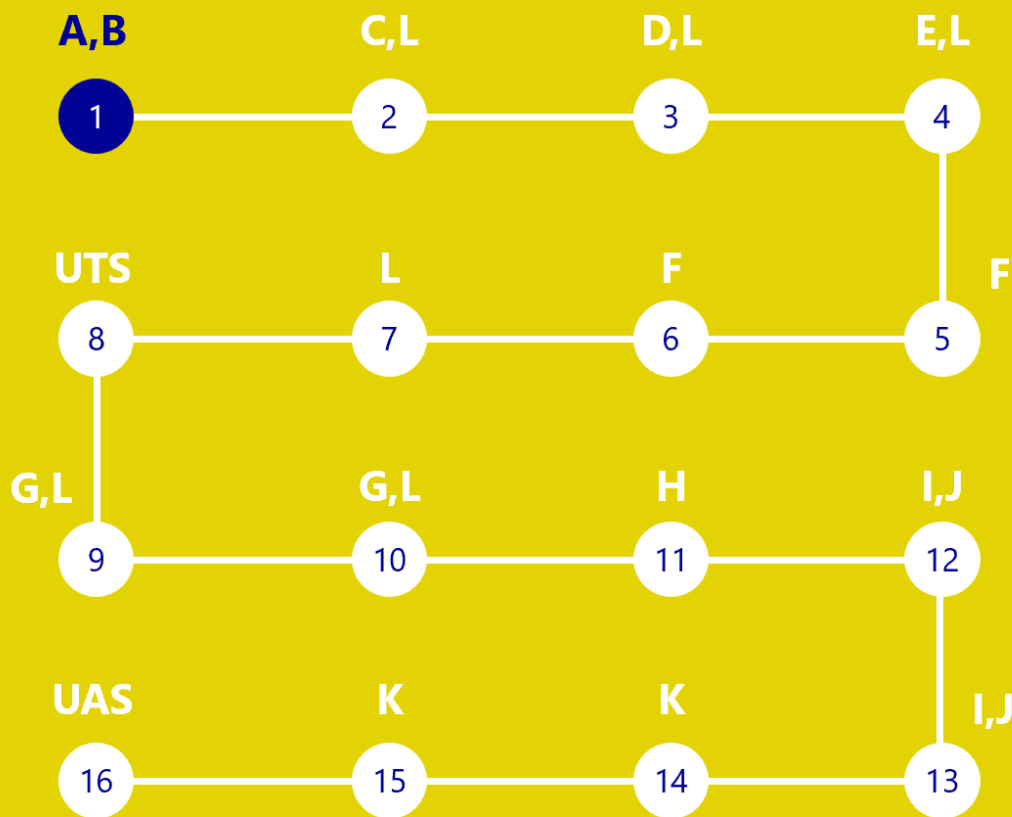 A,B C,L D,L E,L
1 2 3 4
UTS L F F
8 7 6 5
G,L G,L H I,J
9 10 11 12
UAS K K I,J
16 15 14 13